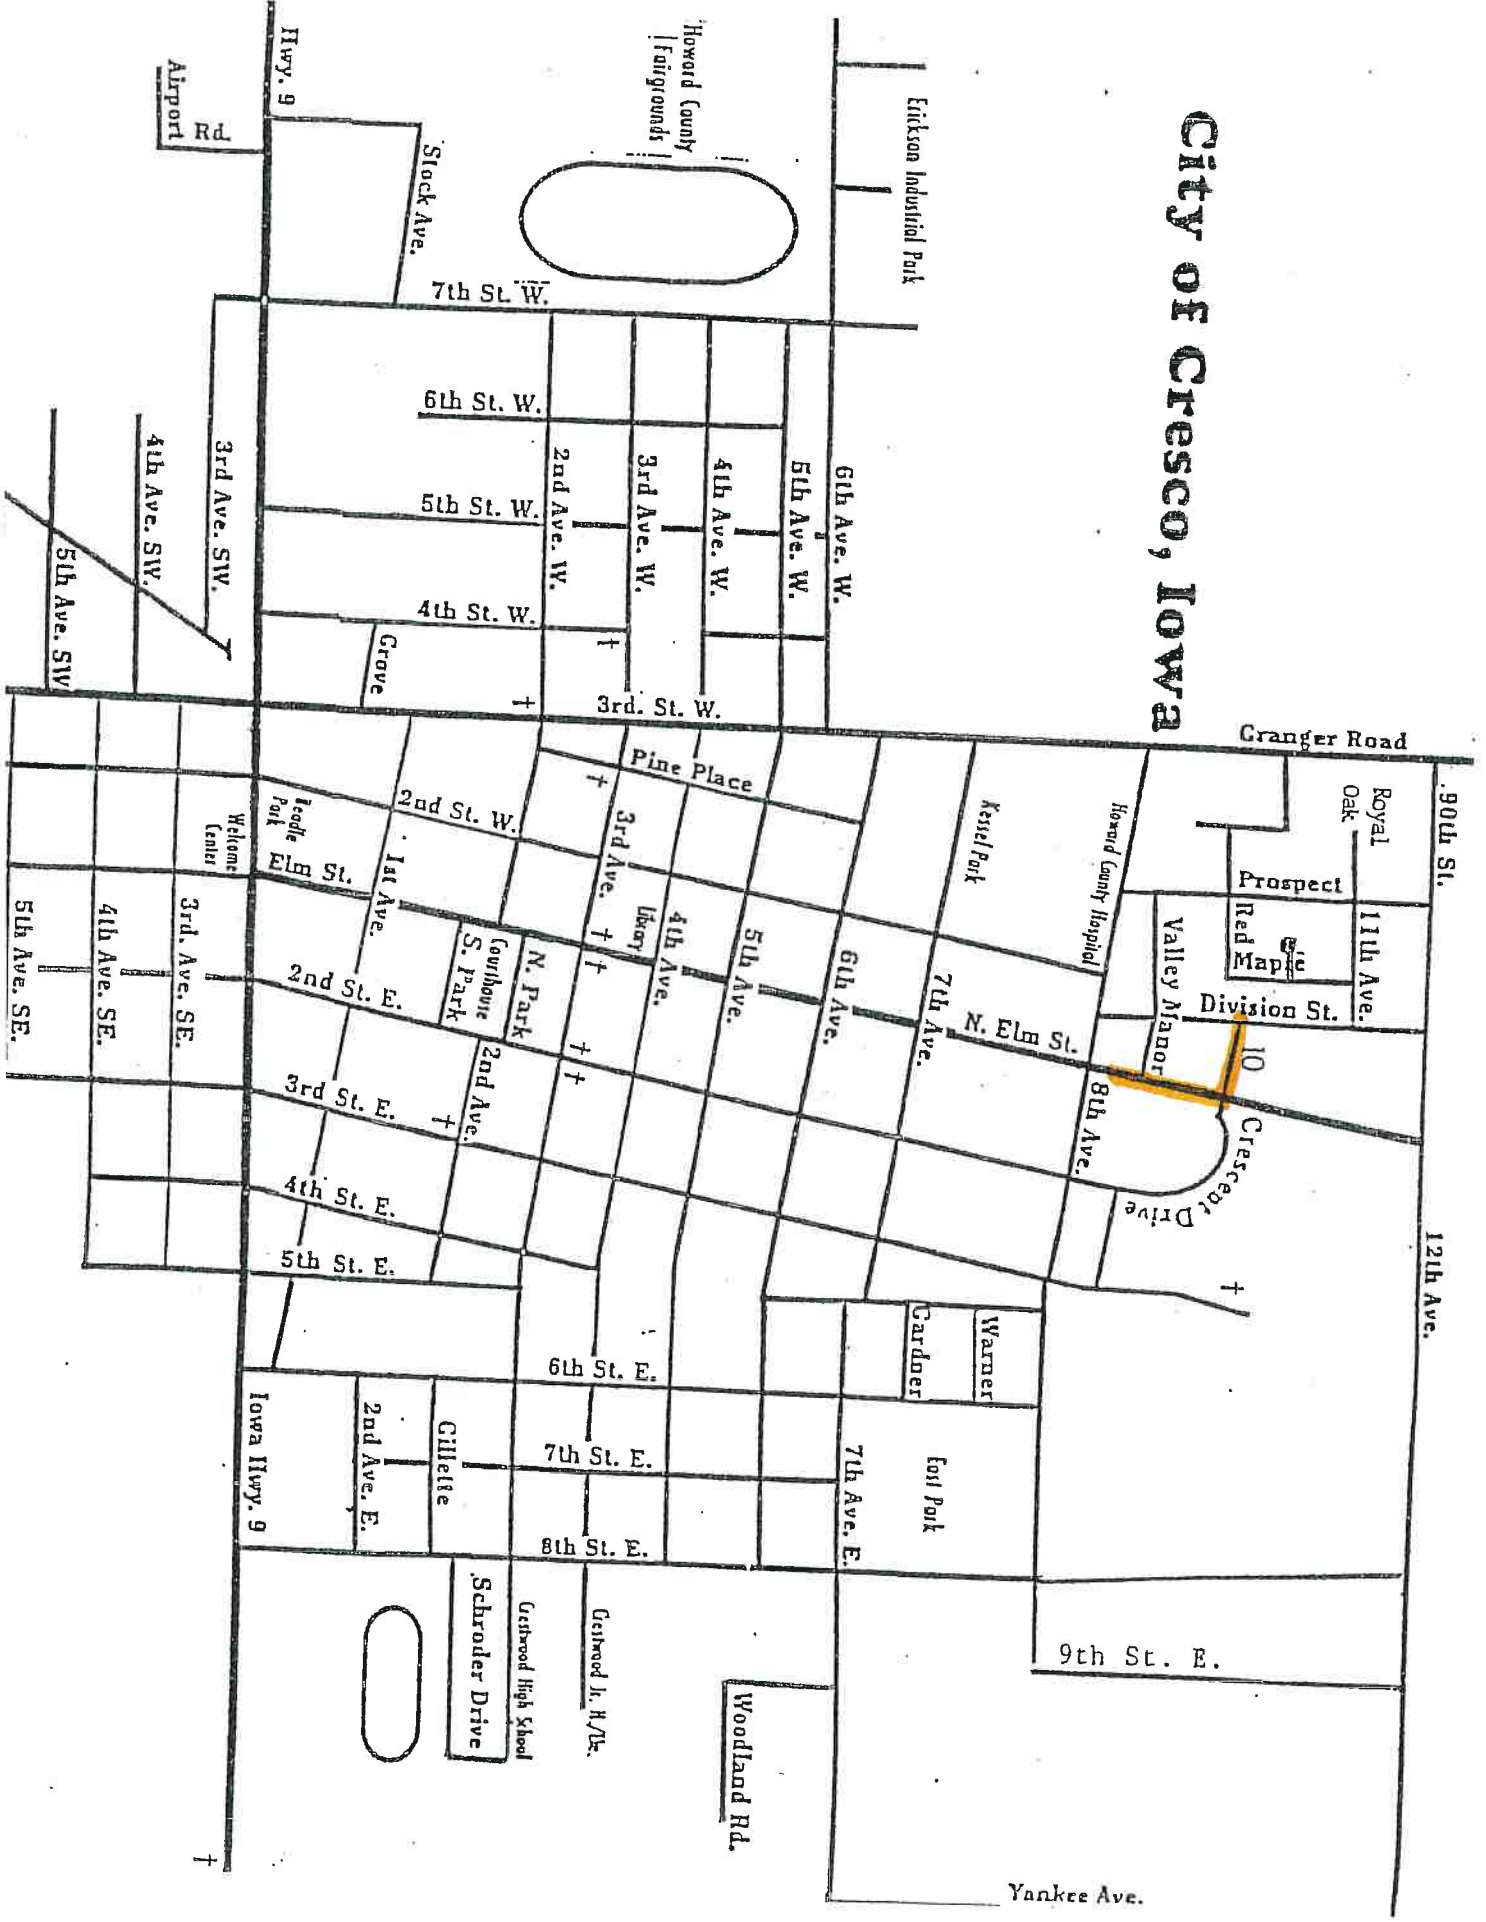 City of Cresco, Iowa
Hwy. 9
Airport Rd.
Stock Ave.
Howard County
Fairgrounds
Erickson Industrial Park
7th St. W.
6th St. W.
5th St. W.
4th St. W.
2nd Ave. W.
3rd Ave. W.
4th Ave. W.
5th Ave. W.
6th Ave. W.
3rd Ave. SW.
4th Ave. SW.
5th Ave. SW
Grove
3rd. St. W.
Granger Road
90th St.
Royal
Oak
Prospect
Red
Maple
11th Ave.
Division St.
Valley Manor
Howard County Hospital
Kessel Park
Pine Place
2nd St. W.
Beadle
Park
Welcome
Center
Elm St.
1st Ave.
3rd Ave.
Library
4th Ave.
5th Ave.
6th Ave.
7th Ave.
N. Elm St.
8th Ave.
10
Crescent Drive
12th Ave.
Courthouse
S. Park
N. Park
2nd Ave.
2nd St. E.
3rd St. E.
4th St. E.
5th St. E.
3rd. Ave. SE.
4th Ave. SE.
5th Ave. SE.
6th St. E.
7th St. E.
8th St. E.
9th St. E.
Gardner
Warner
East Park
7th Ave. E.
Iowa Hwy. 9
2nd Ave. E.
Gillette
Schroder Drive
Crestwood High School
Woodland Rd.
Yankee Ave.